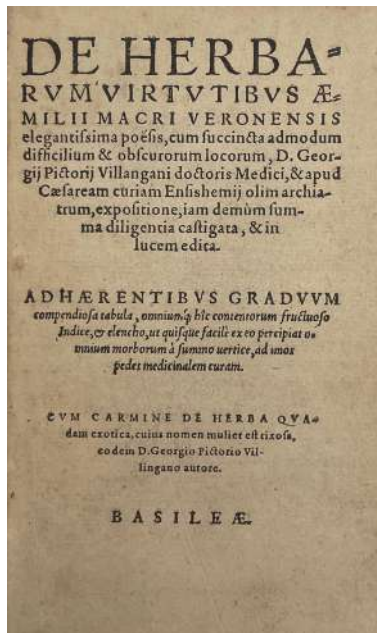 DE HERBA-
RVM VIRTVTIBVS Æ-
MILII MACRI VERONENSIS
elegantiſsima poëſis, cum ſuccincta admodum
difficilium & obſcurorum locorum, D. Geor-
gij Pictorij Villangani doctoris Medici, & apud
Cæſaream curiam Enſishemij olim archia-
trum, expoſitione, iam demùm ſum-
ma diligentia caſtigata, & in
lucem edita.
ADHÆRENTIBVS GRADVVM
compendioſa tabula, omniumq́; hîc contentorum fructuoſo
Indice, & elencho, ut quiſque facilè ex eo percipiat o-
mnium morborum à ſummo uertice, ad imos
pedes medicinalem curam.
CVM CARMINE DE HERBA QVA-
dam exotica, cuius nomen mulier eſt rixoſa,
eodem D. Georgio Pictorio Vil-
lingano autore.
BASILEÆ.